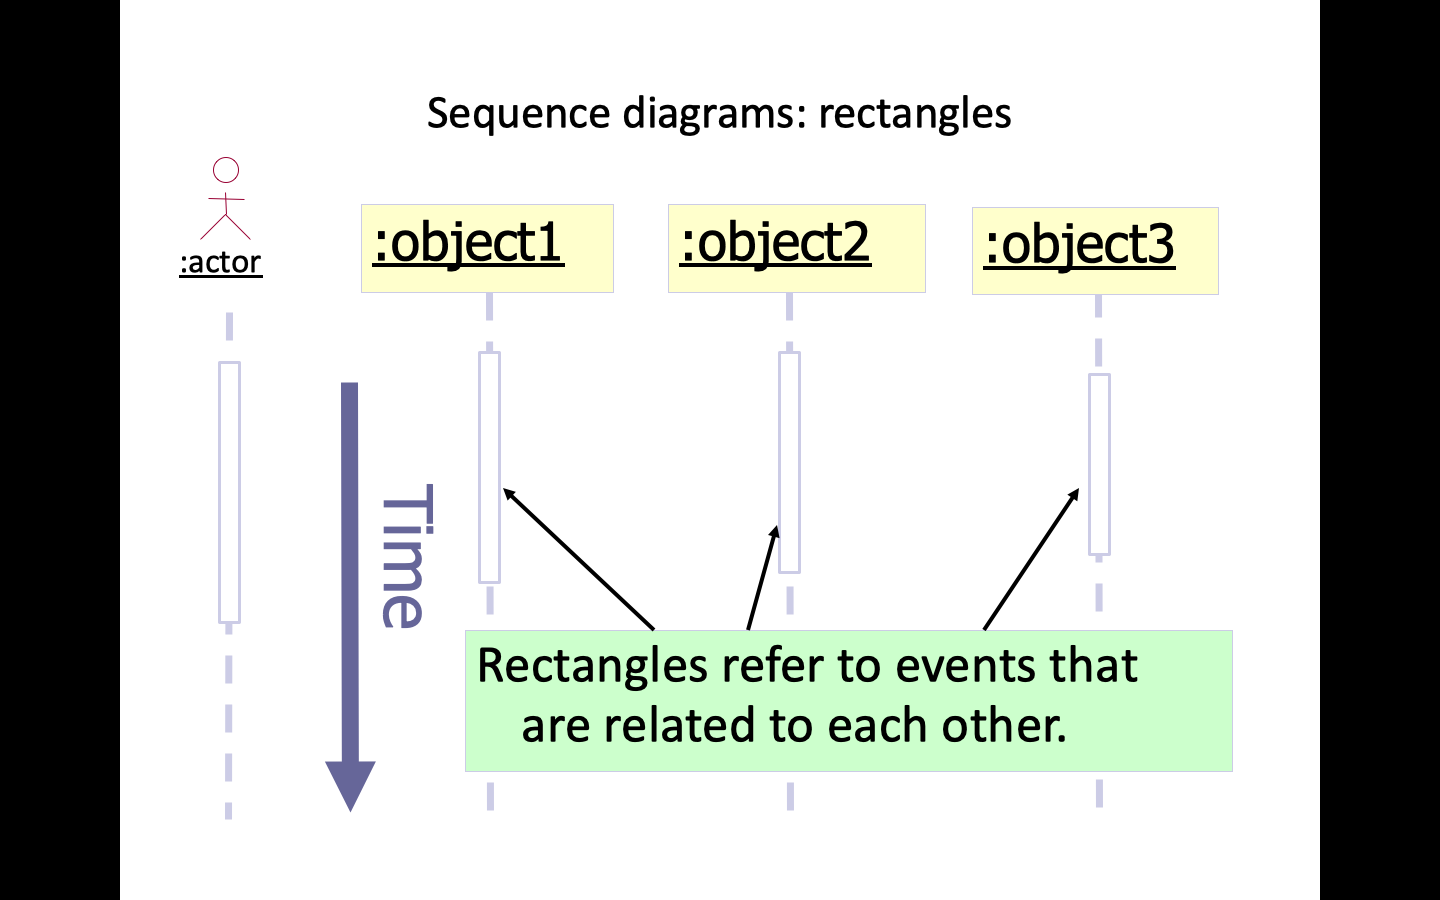 Sequence diagrams: rectangles
:actor
:object1
:object2
:object3
Time
Rectangles refer to events that
are related to each other.